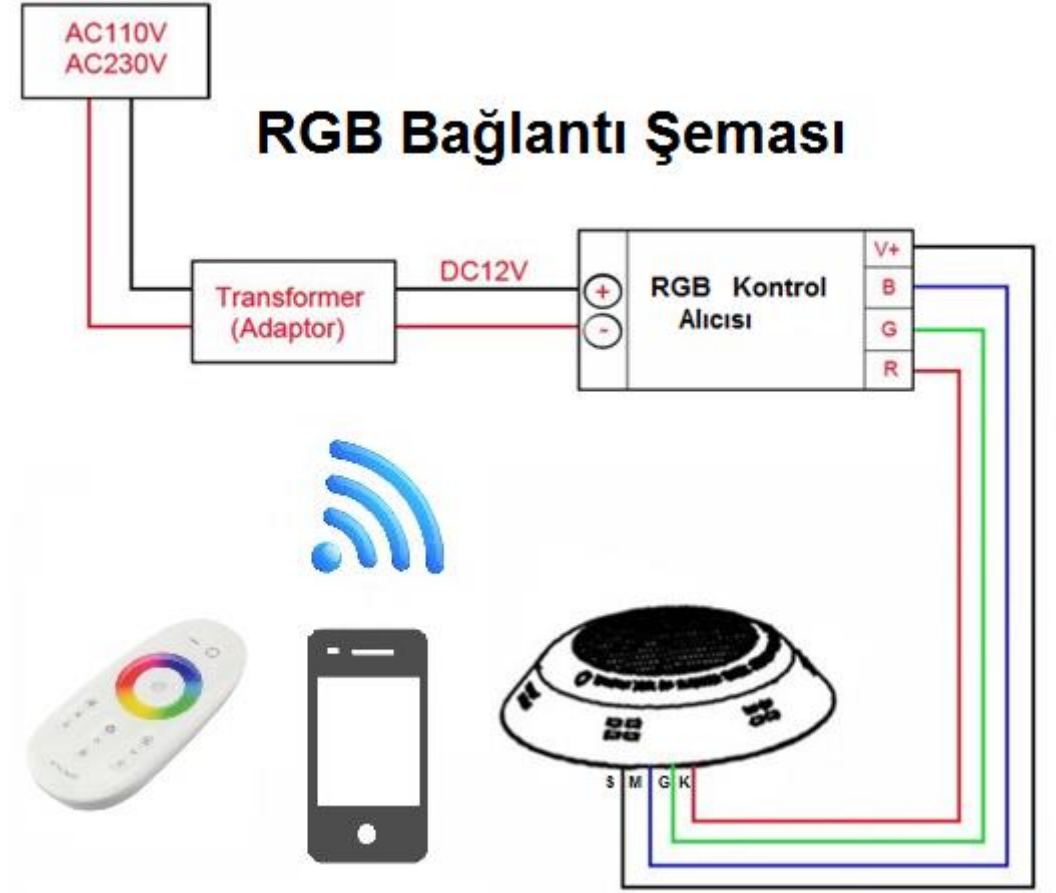 AC110V
AC230V
RGB Bağlantı Şeması
Transformer
(Adaptor)
DC12V
+
-
RGB Kontrol
Alıcısı
V+
B
G
R
S M G K